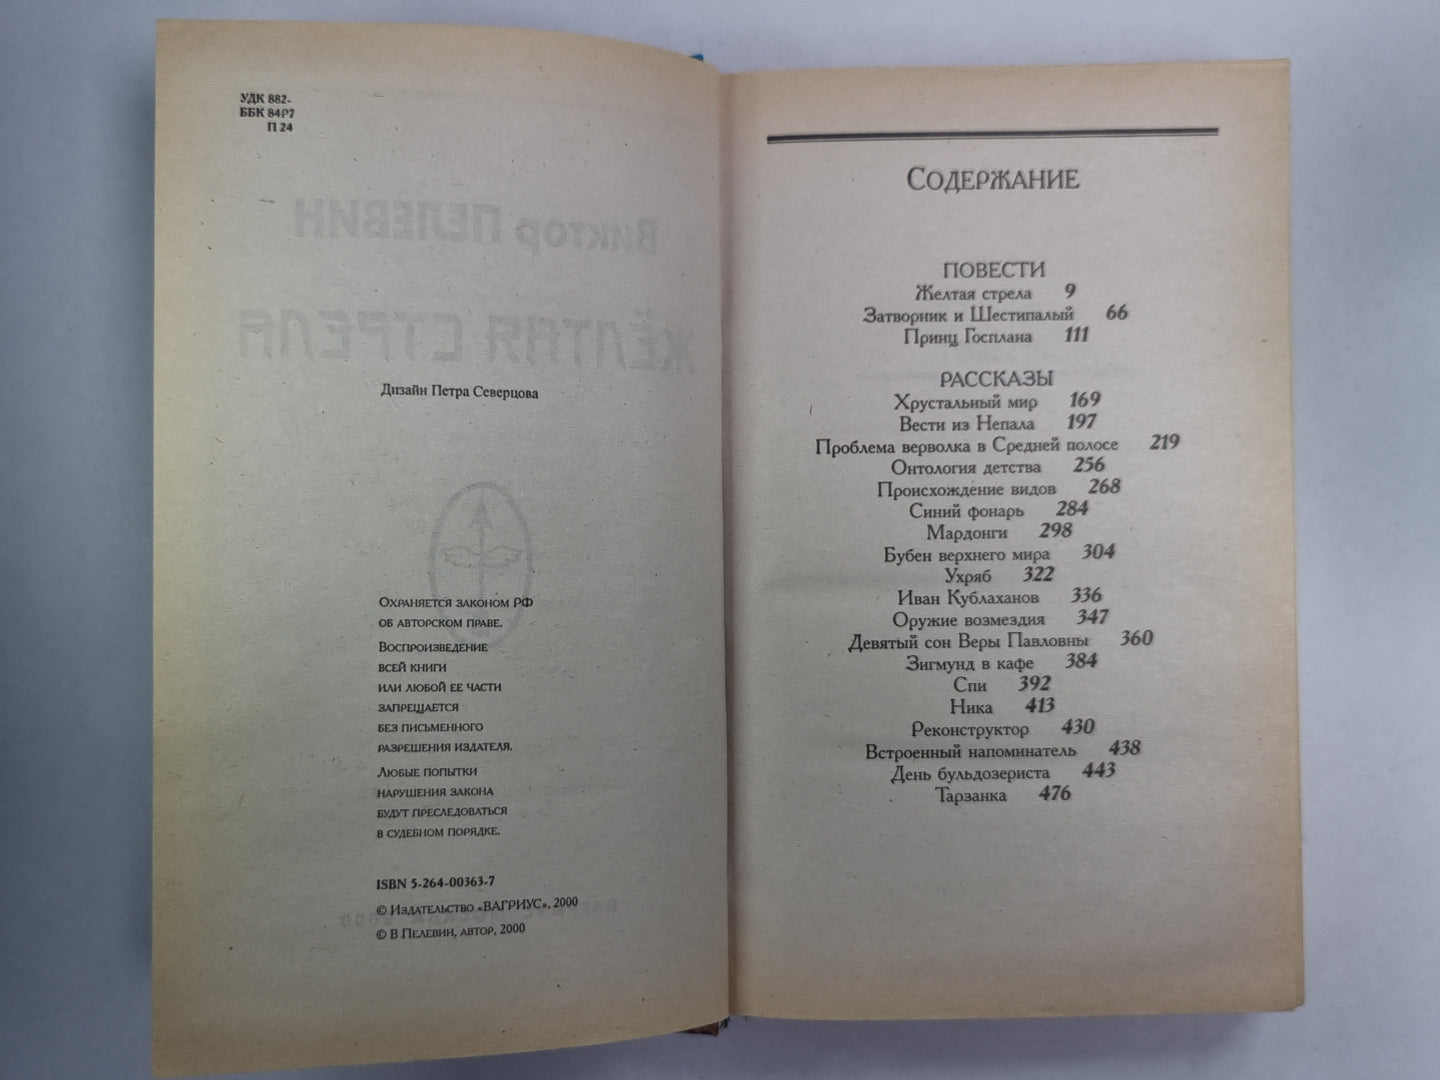 УДК 882-
ББК 84Р7
П 24
Виктор ПЕЛЕВИН
ЖЁЛТАЯ СТРЕЛА
Дизайн Петра Северцова
Охраняется законом РФ
об авторском праве.
Воспроизведение
всей книги
или любой ее части
запрещается
без письменного
разрешения издателя.
Любые попытки
нарушения закона
будут преследоваться
в судебном порядке.
ISBN 5-264-00363-7
© Издательство «ВАГРИУС», 2000
© В Пелевин, автор, 2000
Содержание
ПОВЕСТИ
Желтая стрела 9
Затворник и Шестипалый 66
Принц Госплана 111
РАССКАЗЫ
Хрустальный мир 169
Вести из Непала 197
Проблема верволка в Средней полосе 219
Онтология детства 256
Происхождение видов 268
Синий фонарь 284
Мардонги 298
Бубен верхнего мира 304
Ухряб 322
Иван Кублаханов 336
Оружие возмездия 347
Девятый сон Веры Павловны 360
Зигмунд в кафе 384
Спи 392
Ника 413
Реконструктор 430
Встроенный напоминатель 438
День бульдозериста 443
Тарзанка 476